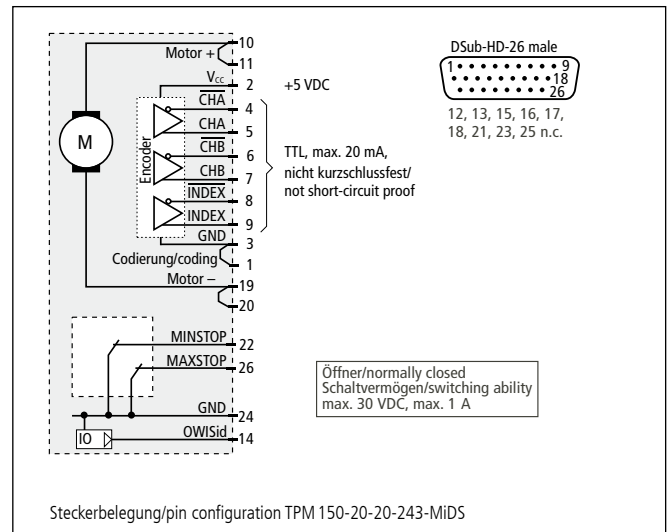 Motor +
10
11
V<sub>cc</sub>
2
+5 VDC
C̅H̅A̅
4
CHA
5
C̅H̅B̅
6
CHB
7
I̅N̅D̅E̅X̅
8
INDEX
9
GND
3
Codierung/coding
1
Motor –
19
20
M
Encoder
TTL, max. 20 mA,
nicht kurzschlussfest/
not short-circuit proof
DSub-HD-26 male
1 9
18
26
12, 13, 15, 16, 17,
18, 21, 23, 25 n.c.
MINSTOP
22
MAXSTOP
26
GND
24
IO
OWISid
14
Öffner/normally closed
Schaltvermögen/switching ability
max. 30 VDC, max. 1 A
Steckerbelegung/pin configuration TPM 150-20-20-243-MiDS